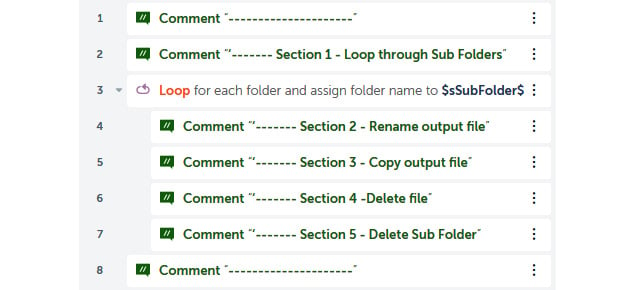 1 Comment "---------------------"
2 Comment "'------- Section 1 - Loop through Sub Folders"
3 Loop for each folder and assign folder name to $sSubFolder$
4 Comment "'------- Section 2 - Rename output file"
5 Comment "'------- Section 3 - Copy output file"
6 Comment "'------- Section 4 -Delete file"
7 Comment "'------- Section 5 - Delete Sub Folder"
8 Comment "---------------------"